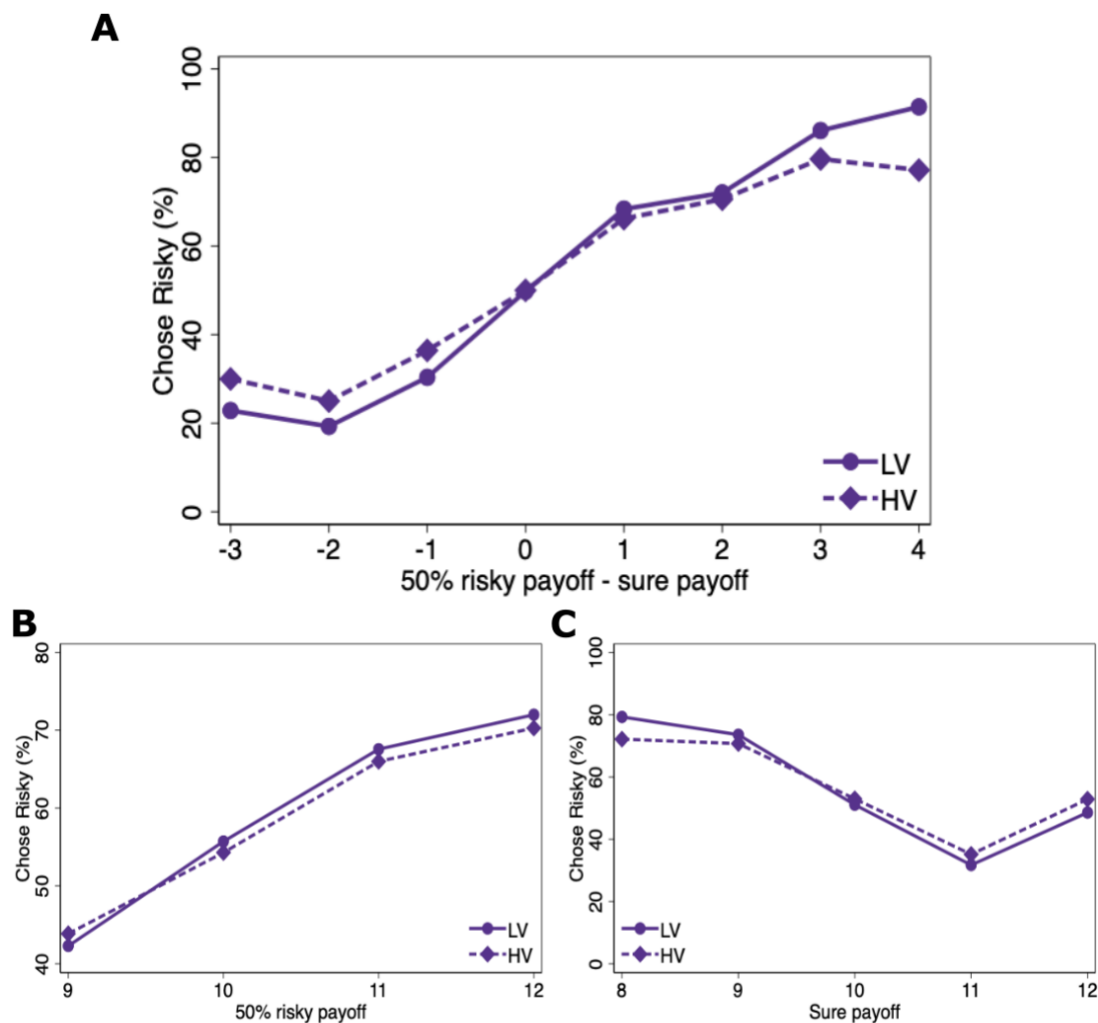 A
Chose Risky (%)
100
80
60
40
20
0
LV
HV
-3 -2 -1 0 1 2 3 4
50% risky payoff - sure payoff
B
Chose Risky (%)
80
70
60
50
40
LV
HV
9 10 11 12
50% risky payoff
C
Chose Risky (%)
100
80
60
40
20
0
LV
HV
8 9 10 11 12
Sure payoff